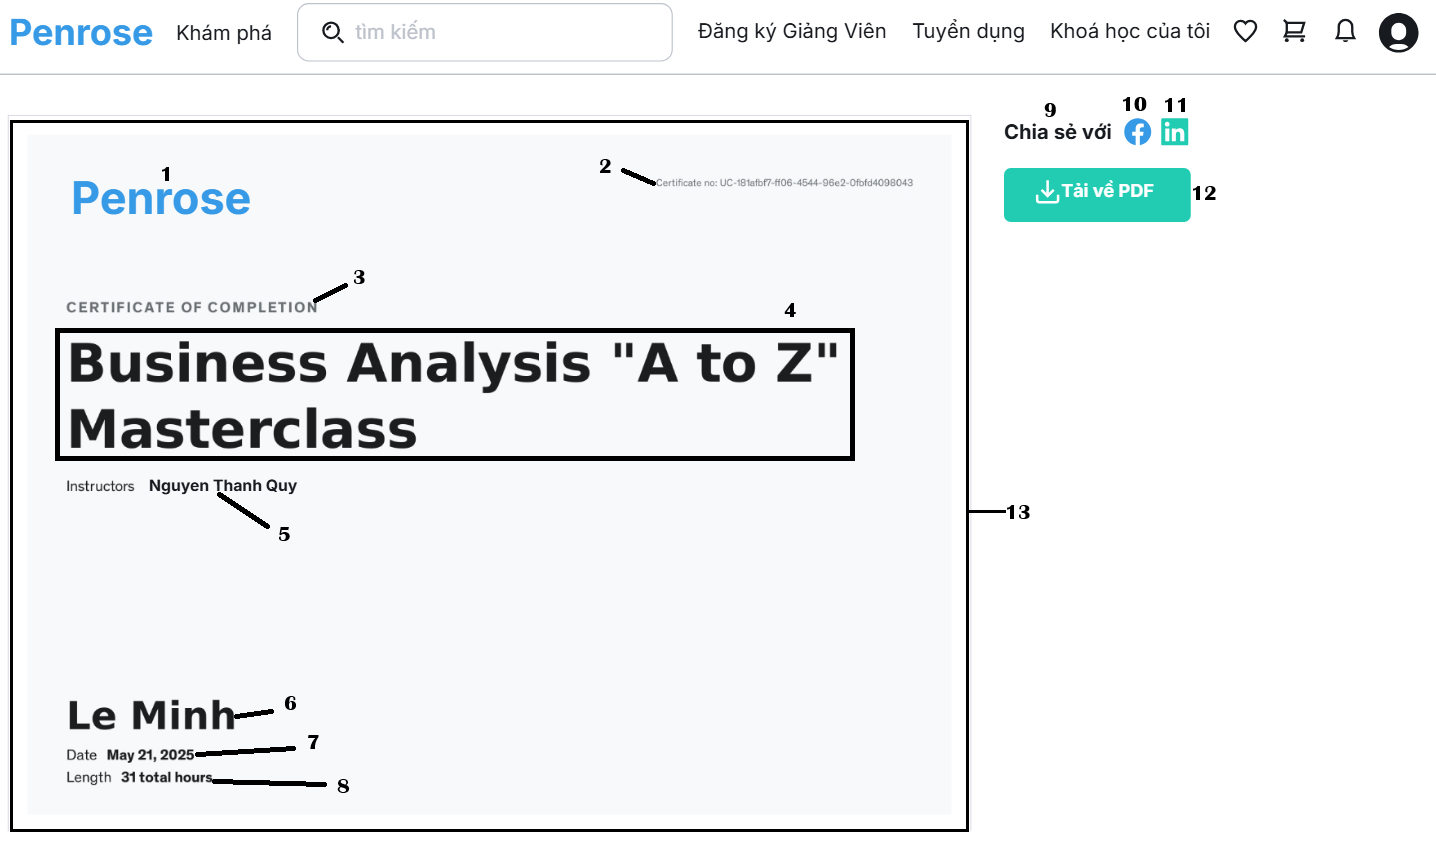 Penrose Khám phá tìm kiếm Đăng ký Giảng Viên Tuyển dụng Khoá học của tôi
9 10 11
Chia sẻ với
1
Penrose
2
Certificate no: UC-181afbf7-ff06-4544-96e2-0fbfd4098043
Tải về PDF 12
3
CERTIFICATE OF COMPLETION
4
Business Analysis "A to Z"
Masterclass
Instructors Nguyen Thanh Quy
5
13
Le Minh 6
Date May 21, 2025 7
Length 31 total hours 8